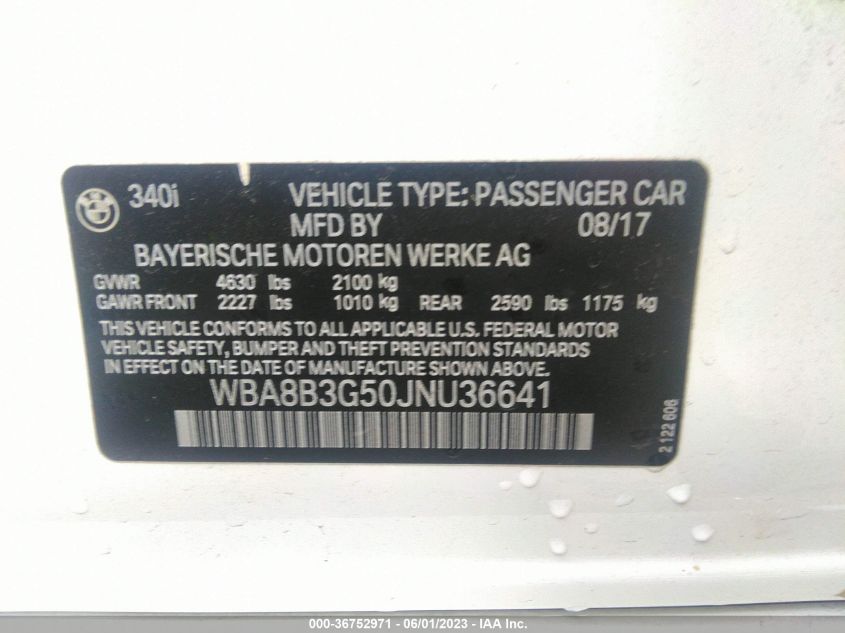 340i VEHICLE TYPE: PASSENGER CAR
MFD BY 08/17
BAYERISCHE MOTOREN WERKE AG
GVWR 4630 lbs 2100 kg
GAWR FRONT 2227 lbs 1010 kg REAR 2590 lbs 1175 kg
THIS VEHICLE CONFORMS TO ALL APPLICABLE U.S. FEDERAL MOTOR
VEHICLE SAFETY, BUMPER AND THEFT PREVENTION STANDARDS
IN EFFECT ON THE DATE OF MANUFACTURE SHOWN ABOVE.
WBA8B3G50JNU36641
2 122 606
000-36752971 - 06/01/2023 - IAA Inc.